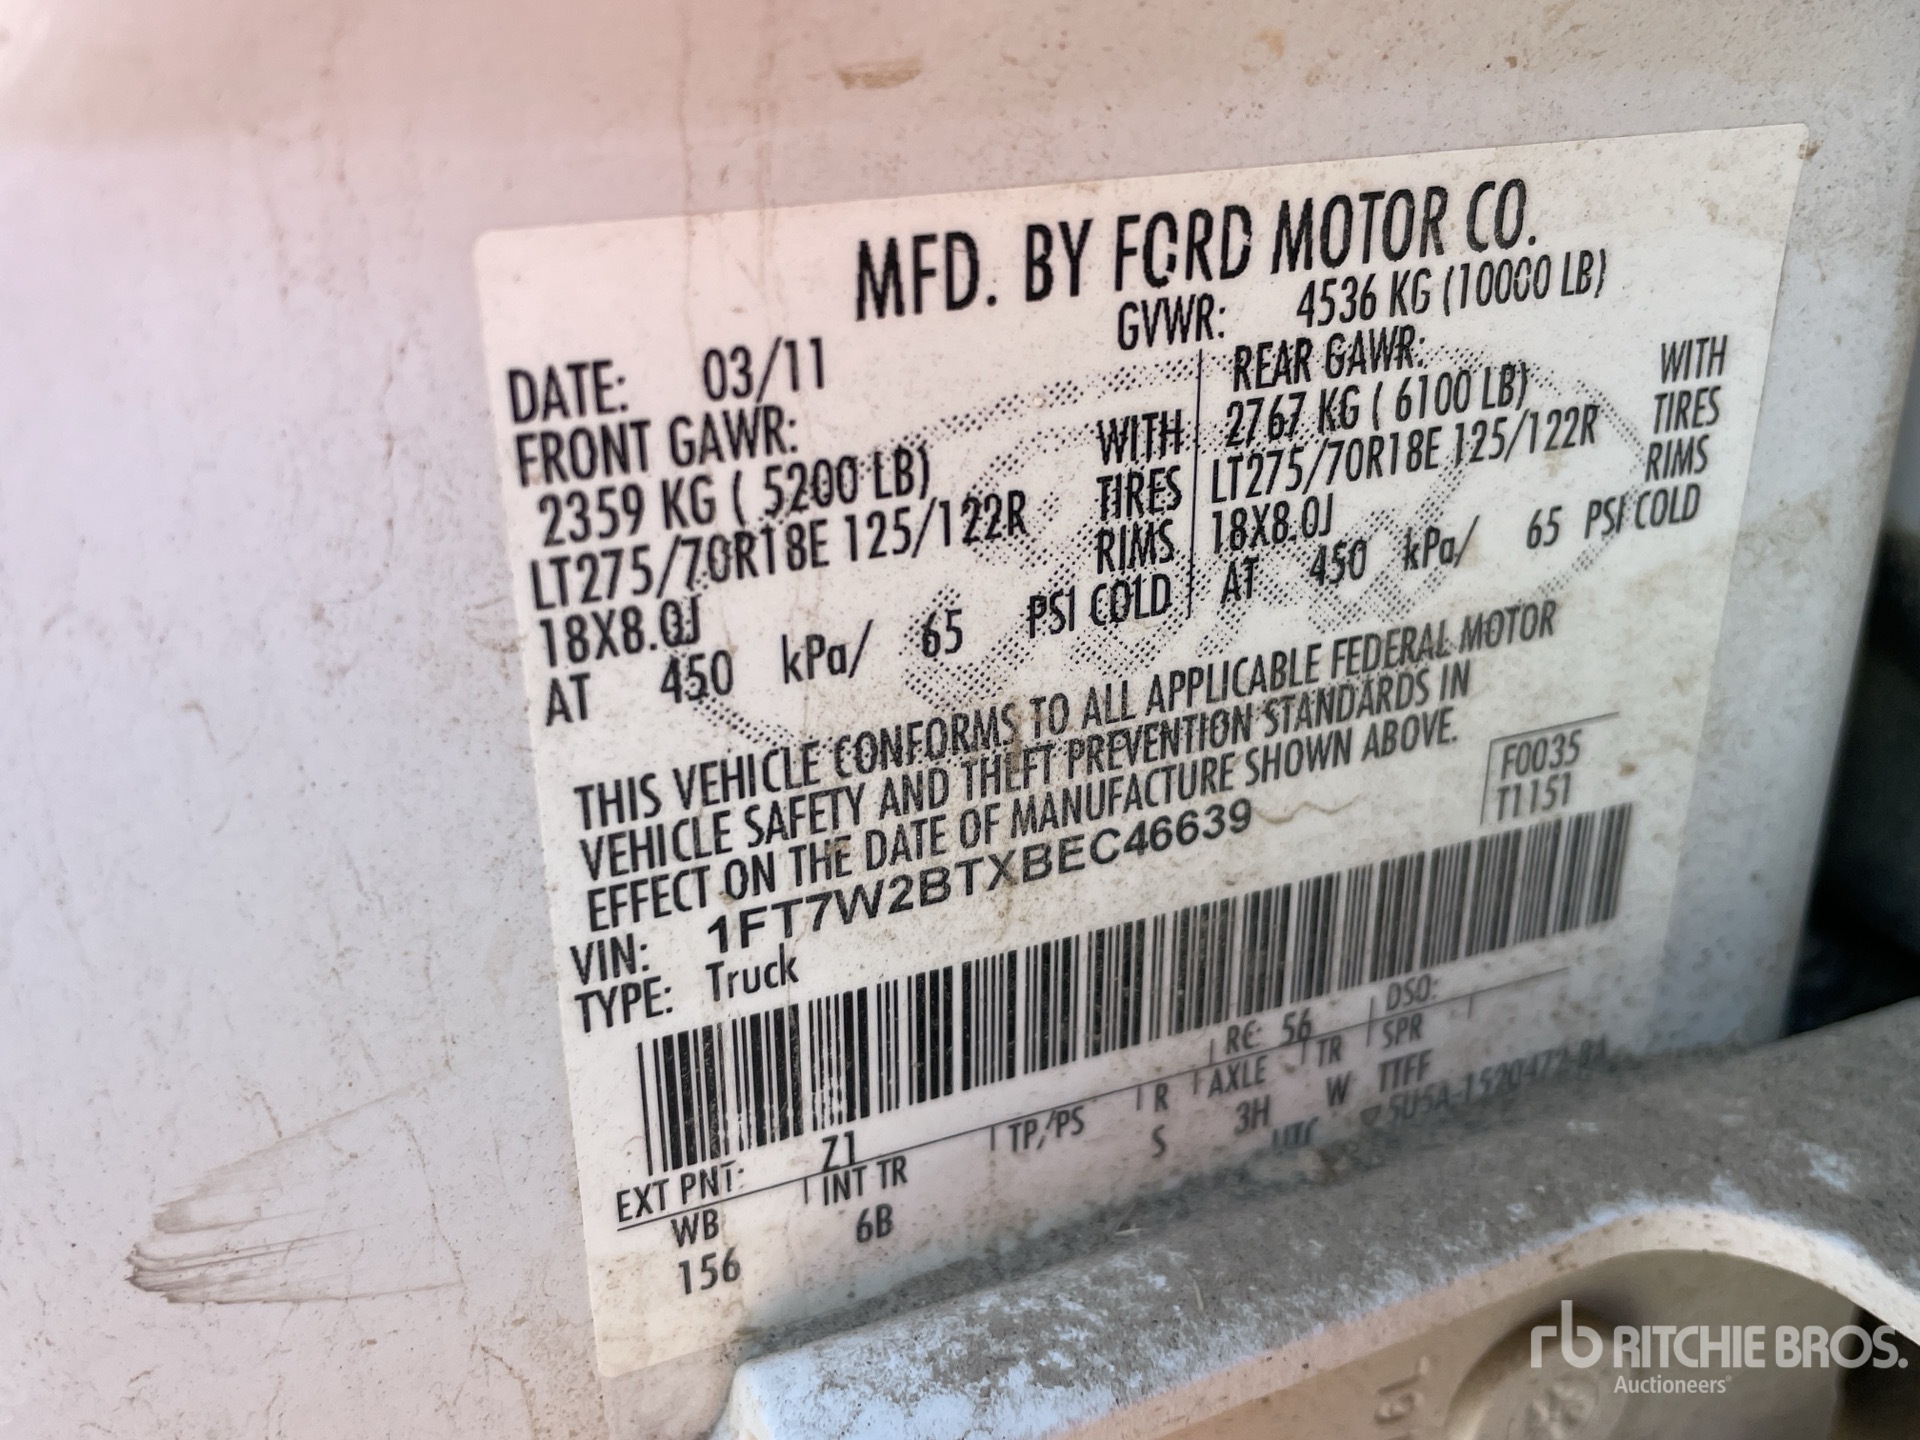 MFD. BY FORD MOTOR CO.
DATE: 03/11 GVWR: 4536 KG (10000 LB)
FRONT GAWR:
2359 KG ( 5200 LB) WITH
LT275/70R18E 125/122R TIRES
18X8.0J RIMS
AT 450 kPa/ 65 PSI COLD
REAR GAWR: WITH
2767 KG ( 6100 LB) TIRES
LT275/70R18E 125/122R RIMS
18X8.0J
AT 450 kPa/ 65 PSI COLD
THIS VEHICLE CONFORMS TO ALL APPLICABLE FEDERAL MOTOR
VEHICLE SAFETY AND THEFT PREVENTION STANDARDS IN
EFFECT ON THE DATE OF MANUFACTURE SHOWN ABOVE.
F0035
T1151
VIN: 1FT7W2BTXBEC46639
TYPE: Truck
EXT PNT: Z1 RC: 56 DSO:
WB INT TR TP/PS R AXLE TR SPR
156 6B S 3H W TTFF
UTC 5U5A-1520472-BA
rb RITCHIE BROS.
Auctioneers